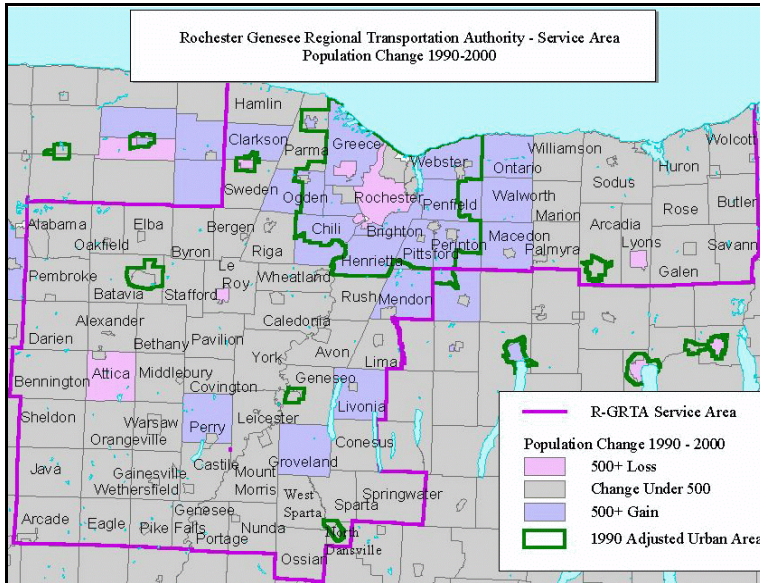 Rochester Genesee Regional Transportation Authority - Service Area
Population Change 1990-2000
Hamlin
Clarkson
Parma
Greece
Webster
Ontario
Williamson
Wolcott
Sodus
Huron
Sweden
Ogden
Rochester
Penfield
Walworth
Marion
Arcadia
Rose
Butler
Alabama
Oakfield
Elba
Byron
Bergen
Riga
Chili
Brighton
Henrietta
Pittsford
Perinton
Macedon
Palmyra
Lyons
Galen
Savann
Pembroke
Batavia
Stafford
Le
Roy
Wheatland
Rush
Mendon
Alexander
Caledonia
Darien
Bethany
Pavilion
York
Avon
Lima
Bennington
Attica
Middlebury
Covington
Geneseo
Livonia
Sheldon
Warsaw
Orangeville
Perry
Leicester
Conesus
Java
Gainesville
Wethersfield
Castile
Mount
Morris
Groveland
West
Sparta
Sparta
Springwater
Arcade
Eagle
Pike
Genesee
Falls
Portage
Nunda
North
Dansville
Ossian
R-GRTA Service Area
Population Change 1990 - 2000
500+ Loss
Change Under 500
500+ Gain
1990 Adjusted Urban Area